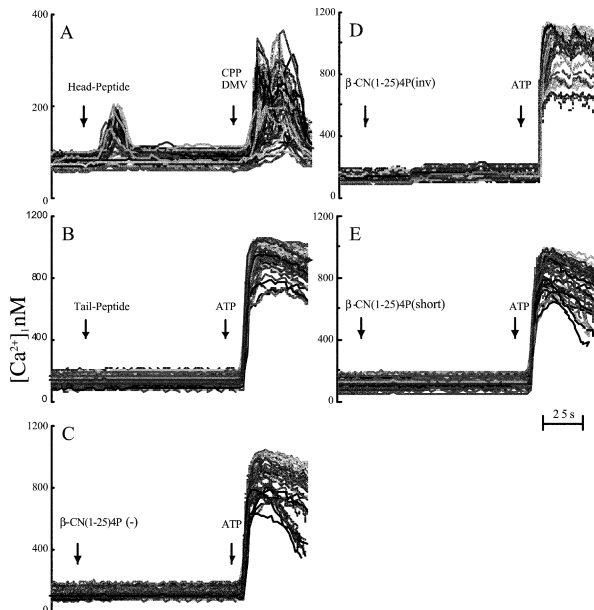 A
400
200
0
Head-Peptide
CPP
DMV
B
1200
800
400
0
Tail-Peptide
ATP
[Ca2+]i nM
C
1200
800
400
0
β-CN(1-25)4P (-)
ATP
D
1200
800
400
0
β-CN(1-25)4P(inv)
ATP
E
1200
800
400
0
β-CN(1-25)4P(short)
ATP
25s